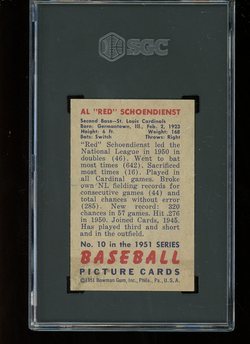 SGC
AL "RED" SCHOENDIENST
Second Base—St. Louis Cardinals
Born: Germantown, Ill., Feb. 2, 1923
Height: 6 ft. Weight: 168
Bats: Switch Throws: Right
"Red" Schoendienst led the
National League in 1950 in
doubles (46). Went to bat
most times (642). Sacrificed
most times (16). Played in
all Cardinal games. Broke
own NL fielding records for
consecutive games (44) and
total chances without error
(285). New record: 320
chances in 57 games. Hit .276
in 1950. Joined Cards, 1945.
Has played third and short
and in the outfield.
No. 10 in the 1951 SERIES
BASEBALL
PICTURE CARDS
©1951 Bowman Gum, Inc., Phila., Pa., U.S.A.